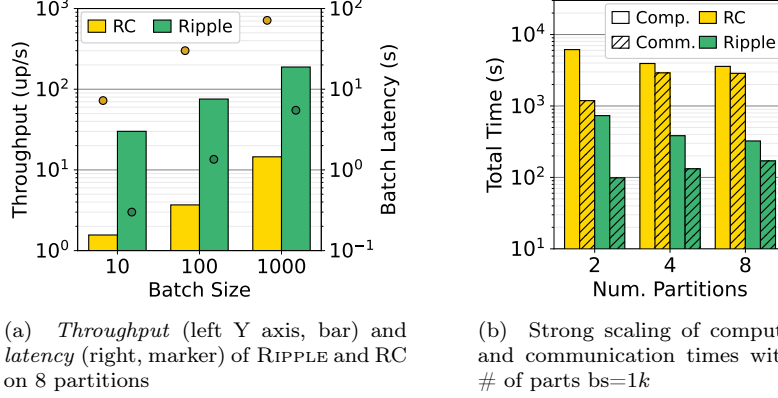 10³
10²
10¹
10⁰
Throughput (up/s)
RC
Ripple
10²
10¹
10⁰
10⁻¹
Batch Latency (s)
10
100
1000
Batch Size
(a) Throughput (left Y axis, bar) and
latency (right, marker) of RIPPLE and RC
on 8 partitions
10⁴
10³
10²
10¹
Total Time (s)
Comp.
RC
Comm.
Ripple
2
4
8
Num. Partitions
(b) Strong scaling of comput
and communication times wit
# of parts bs=1k